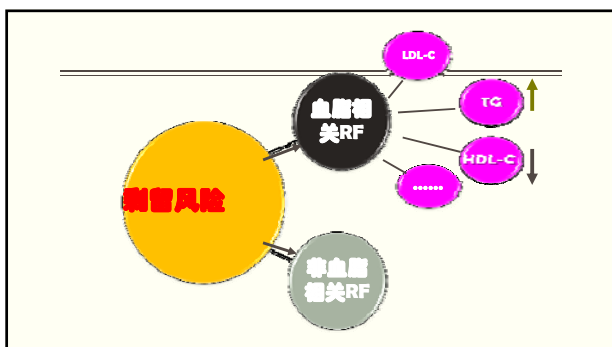 LDL-C
血脂相
关RF
TG
HDL-C
......
剩留风险
非血脂
相关RF